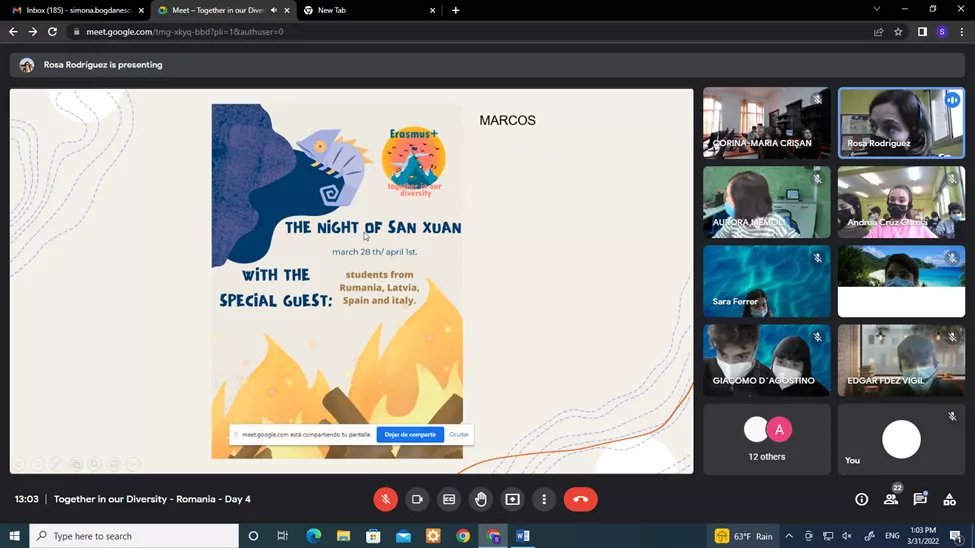 Inbox (185) - simona.bogdanesc
Meet – Together in our Diversi
New Tab
meet.google.com/tmg-xkyq-bbd?pli=1&authuser=0
Rosa Rodríguez is presenting
MARCOS
Erasmus+
together in our
diversity
THE NIGHT OF SAN XUAN
march 28 th/ april 1st.
WITH THE
SPECIAL GUEST:
students from
Rumania, Latvia,
Spain and italy.
meet.google.com está compartiendo tu pantalla.
Dejar de compartir
Ocultar
CORINA-MARIA CRIȘAN
Rosa Rodríguez
AURORA MEMOLI
Andrea Cruz García
Sara Ferrer
GIACOMO D´AGOSTINO
EDGAR FDEZ VIGIL
A
12 others
You
13:03 | Together in our Diversity - Romania - Day 4
22
Type here to search
63°F Rain
ENG
1:03 PM
3/31/2022